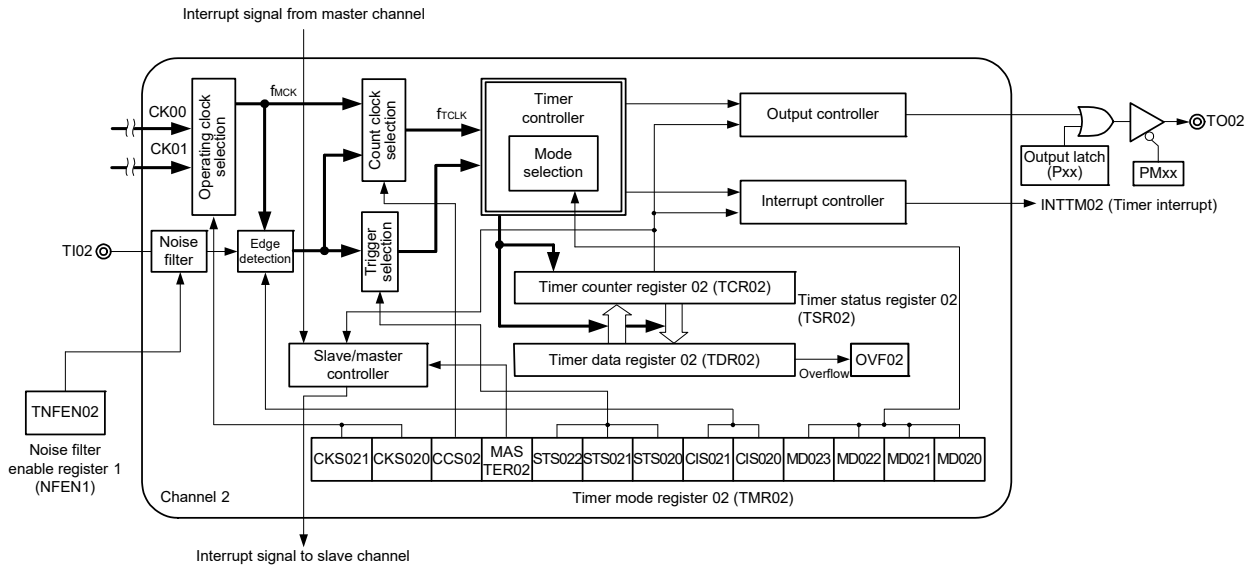 Interrupt signal from master channel
CK00
CK01
Operating clock
selection
fMCK
Count clock
selection
fTCLK
Timer
controller
Mode
selection
Output controller
TO02
Output latch
(Pxx)
PMxx
Interrupt controller
INTTM02 (Timer interrupt)
TI02
Noise
filter
Edge
detection
Trigger
selection
Timer counter register 02 (TCR02)
Timer status register 02
(TSR02)
Slave/master
controller
Timer data register 02 (TDR02)
Overflow
OVF02
TNFEN02
Noise filter
enable register 1
(NFEN1)
CKS021
CKS020
CCS02
MAS
TER02
STS022
STS021
STS020
CIS021
CIS020
MD023
MD022
MD021
MD020
Channel 2
Timer mode register 02 (TMR02)
Interrupt signal to slave channel